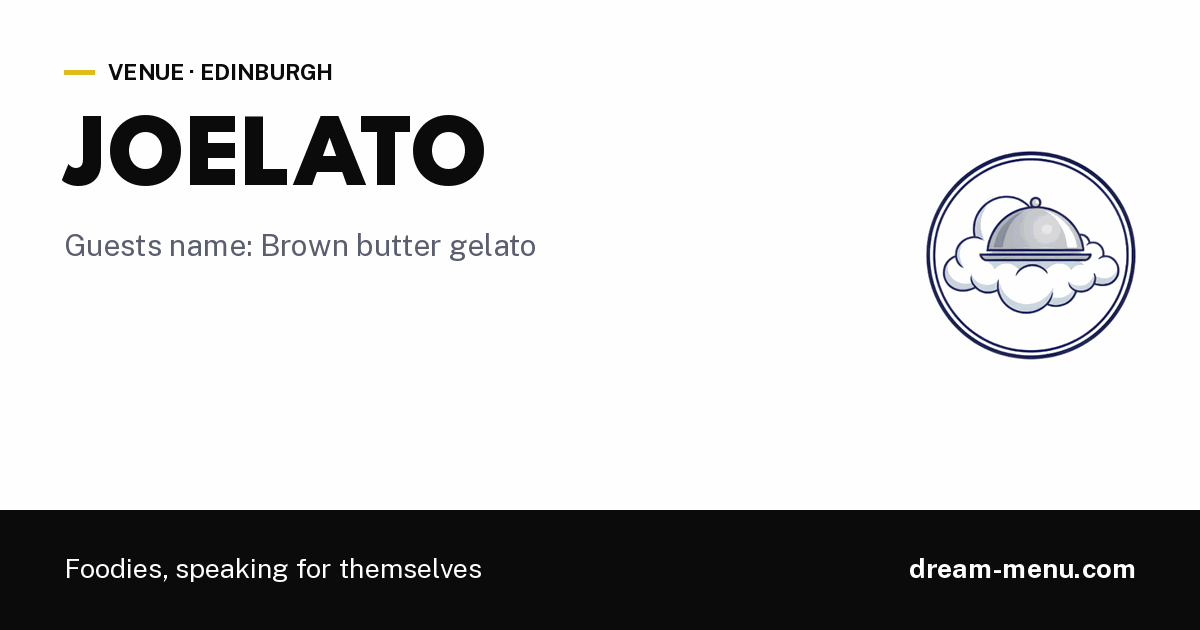 VENUE · EDINBURGH
JOELATO
Guests name: Brown butter gelato
Foodies, speaking for themselves
dream-menu.com